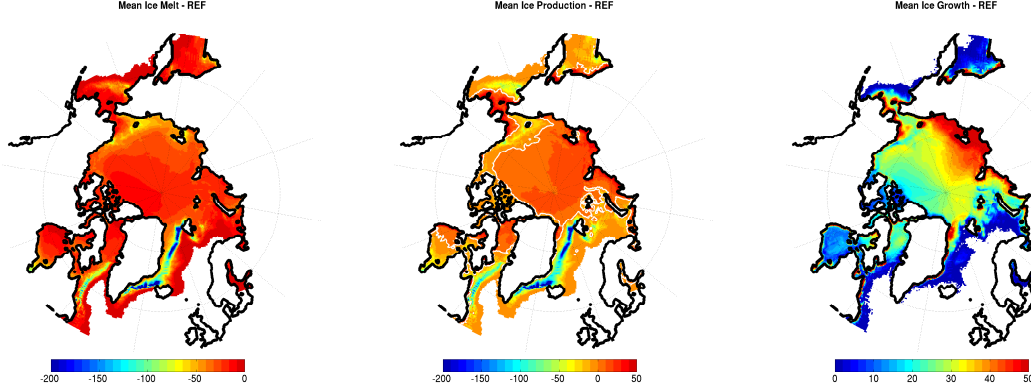 Mean Ice Melt - REF
Mean Ice Production - REF
Mean Ice Growth - REF
-200 -150 -100 -50 0
-200 -150 -100 -50 0 50
0 10 20 30 40 50